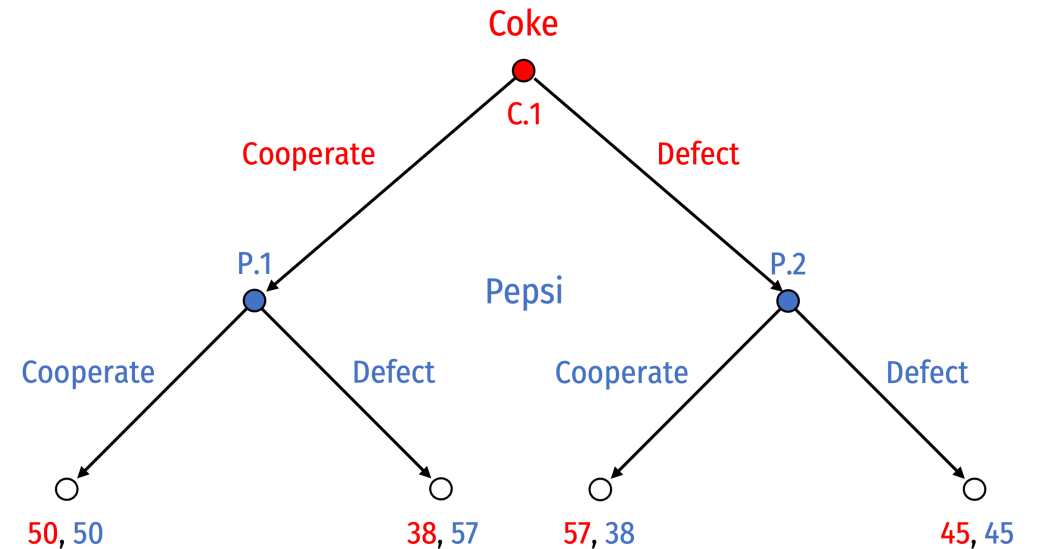 Coke
C.1
Cooperate
Defect
P.1
Pepsi
P.2
Cooperate
Defect
Cooperate
Defect
50, 50
38, 57
57, 38
45, 45